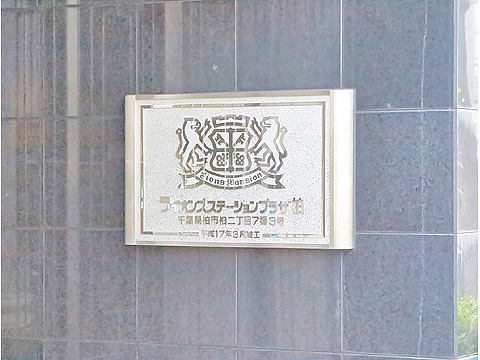 Lions Mansion
ライオンズステーションプラザ柏
千葉県柏市柏二丁目7番3号
平成17年3月竣工